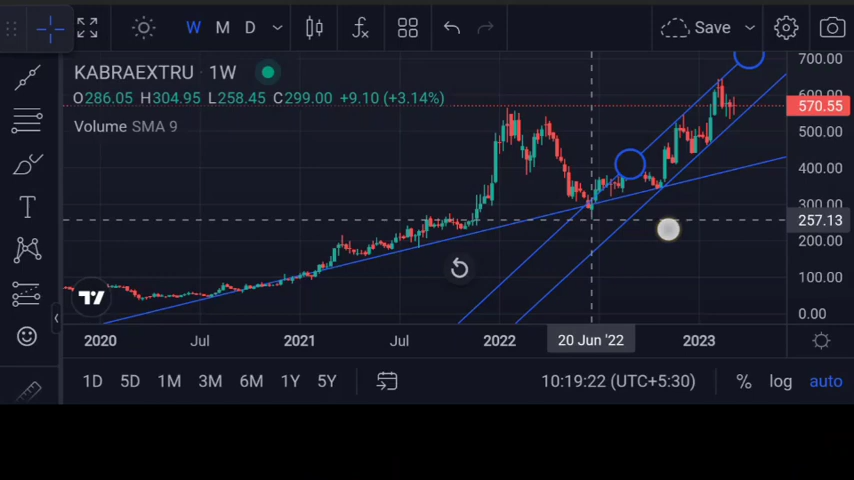 W M D Save
KABRAEXTRU · 1W
O286.05 H304.95 L258.45 C299.00 +9.10 (+3.14%)
Volume SMA 9
700.00
600.00
570.55
500.00
400.00
300.00
257.13
200.00
100.00
0.00
2020 Jul 2021 Jul 2022 20 Jun '22 2023
1D 5D 1M 3M 6M 1Y 5Y 10:19:22 (UTC+5:30) % log auto